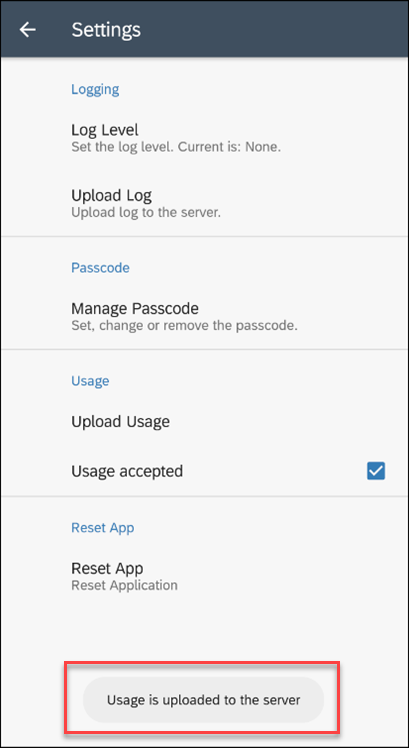 Settings
Logging
Log Level
Set the log level. Current is: None.
Upload Log
Upload log to the server.
Passcode
Manage Passcode
Set, change or remove the passcode.
Usage
Upload Usage
Usage accepted
Reset App
Reset App
Reset Application
Usage is uploaded to the server